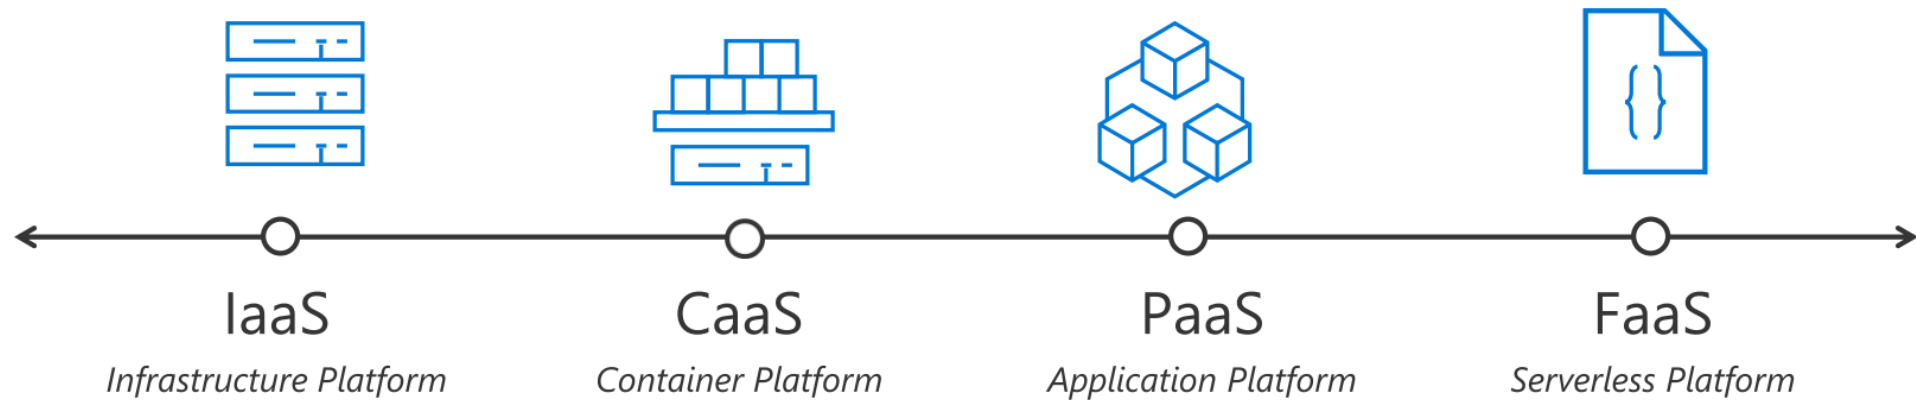 IaaS
Infrastructure Platform
CaaS
Container Platform
PaaS
Application Platform
FaaS
Serverless Platform